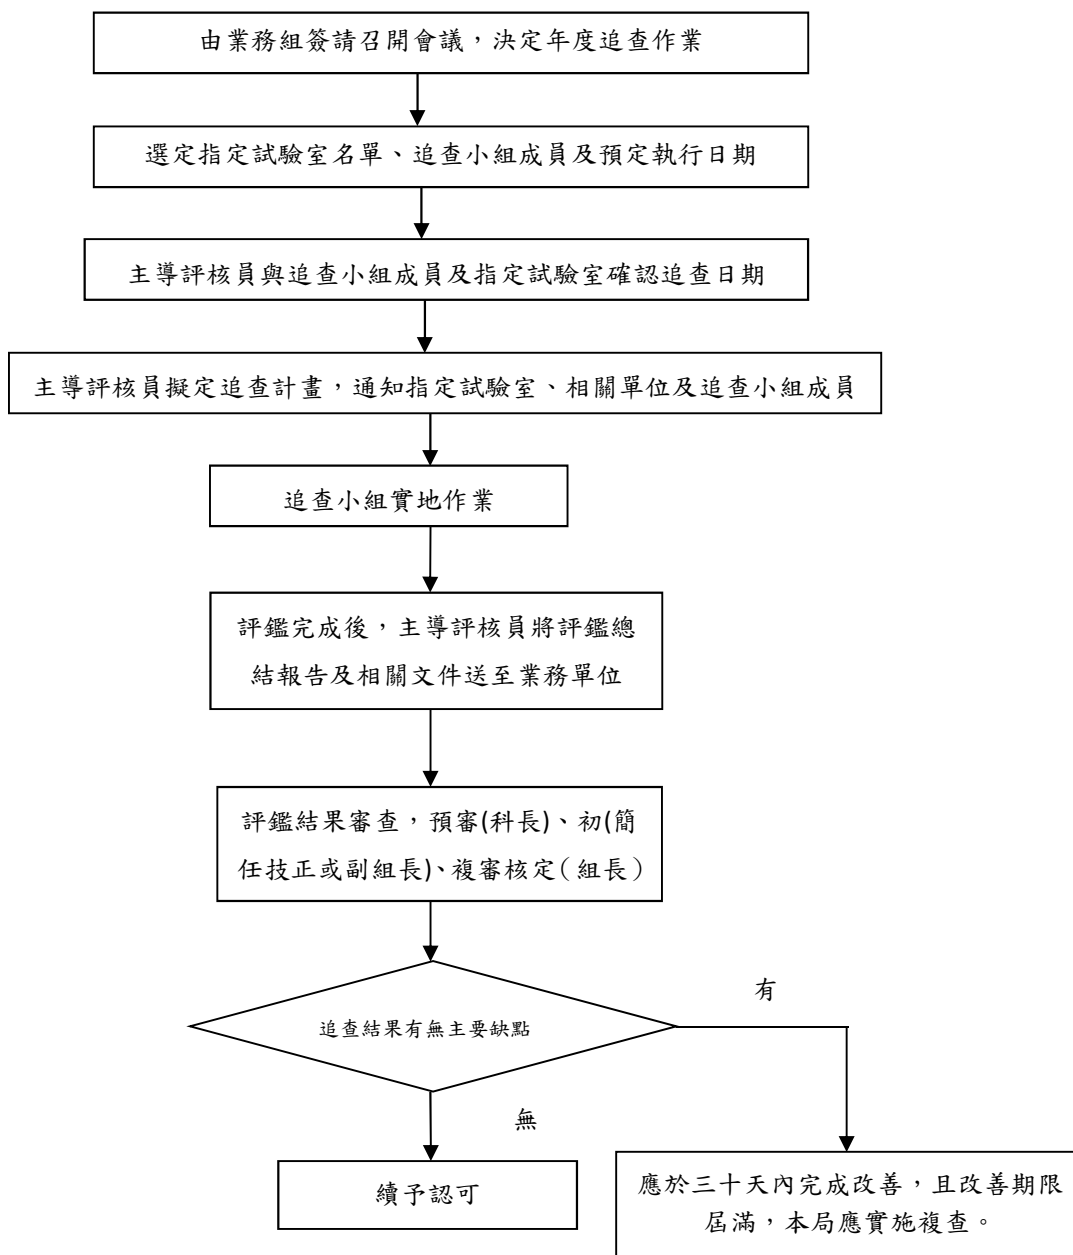 由業務組簽請召開會議，決定年度追查作業
選定指定試驗室名單、追查小組成員及預定執行日期
主導評核員與追查小組成員及指定試驗室確認追查日期
主導評核員擬定追查計畫，通知指定試驗室、相關單位及追查小組成員
追查小組實地作業
評鑑完成後，主導評核員將評鑑總
結報告及相關文件送至業務單位
評鑑結果審查，預審(科長)、初(簡
任技正或副組長)、複審核定（組長）
有
追查結果有無主要缺點
無
續予認可
應於三十天內完成改善，且改善期限
屆滿，本局應實施複查。